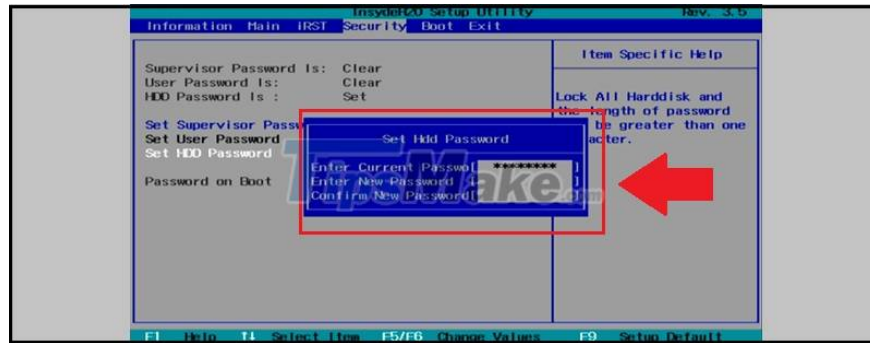 InsydeH2O Setup Utility Rev. 3.5
Information Main iRST Security Boot Exit
Item Specific Help
Supervisor Password Is: Clear
User Password Is: Clear
HDD Password Is : Set
Lock All Harddisk and
the length of password
be greater than one
Set Supervisor Passw
Set User Password
Set HDD Password
Password on Boot
Set Hdd Password
Enter Current Passwo[ ********* ]
Enter New Password [ ]
Confirm New Password[
TipsMake.com
F1 Help ↑↓ Select Item F5/F6 Change Values F9 Setup Default